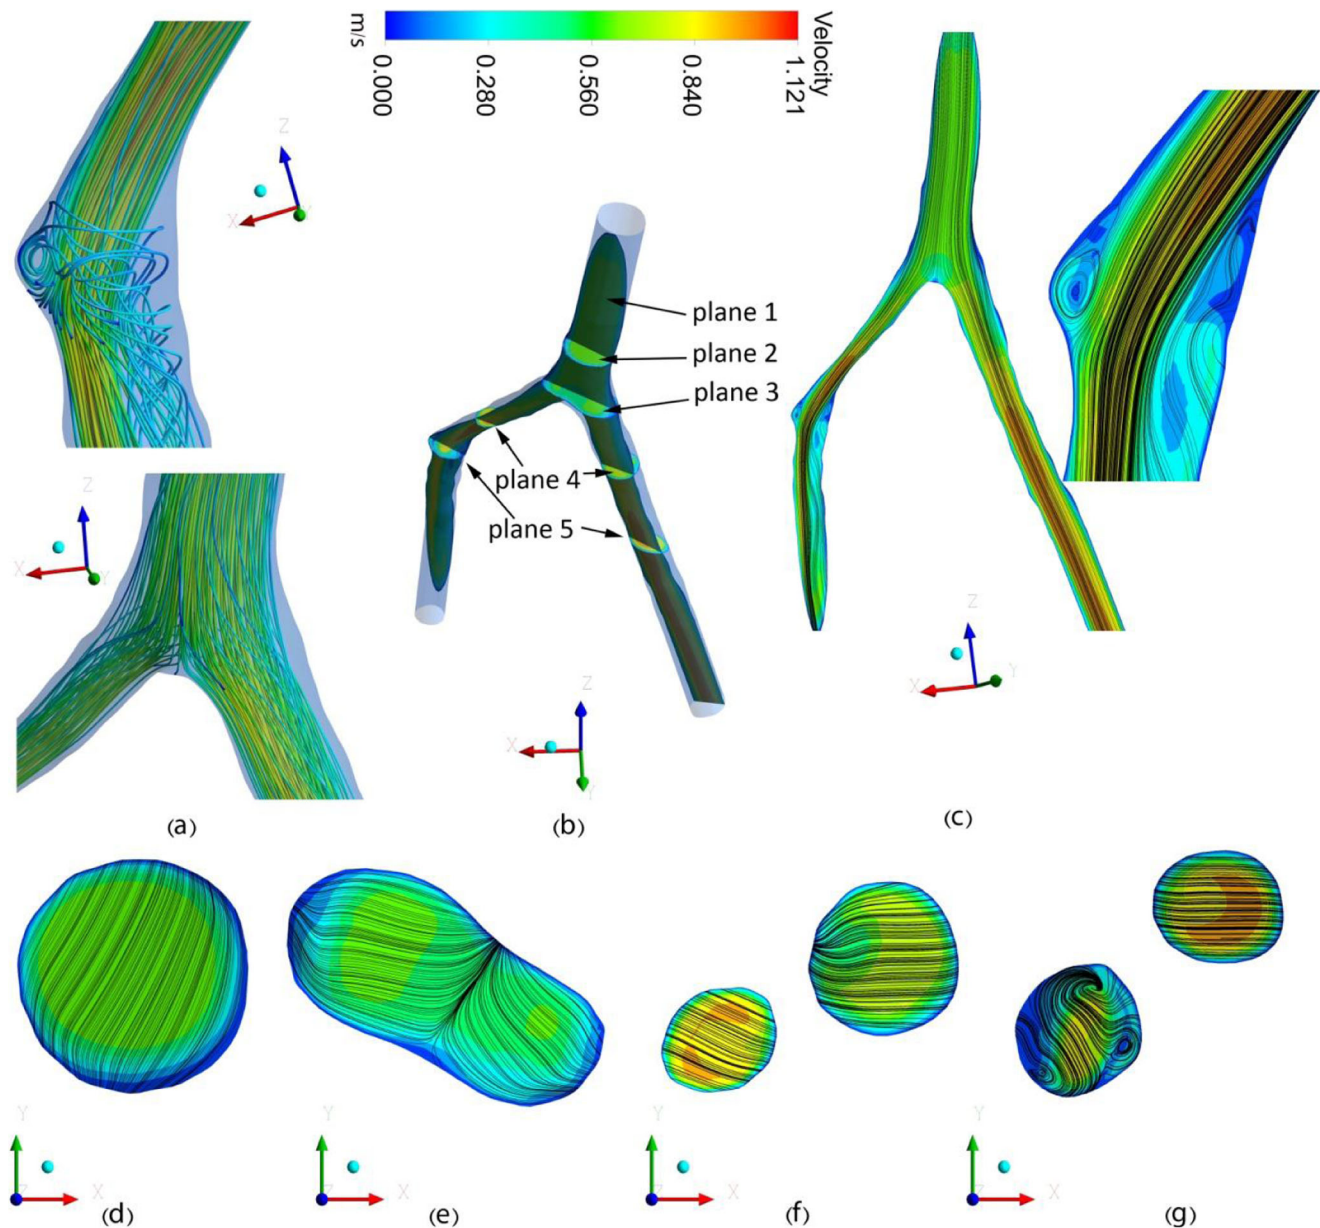 Velocity
1.121
0.840
0.560
0.280
0.000
m/s
Z
X
Z
X
Y
plane 1
plane 2
plane 3
plane 4
plane 5
Z
X
Y
Z
X
Y
(a)
(b)
(c)
Y
X
Y
X
Y
X
Y
X
(d)
(e)
(f)
(g)